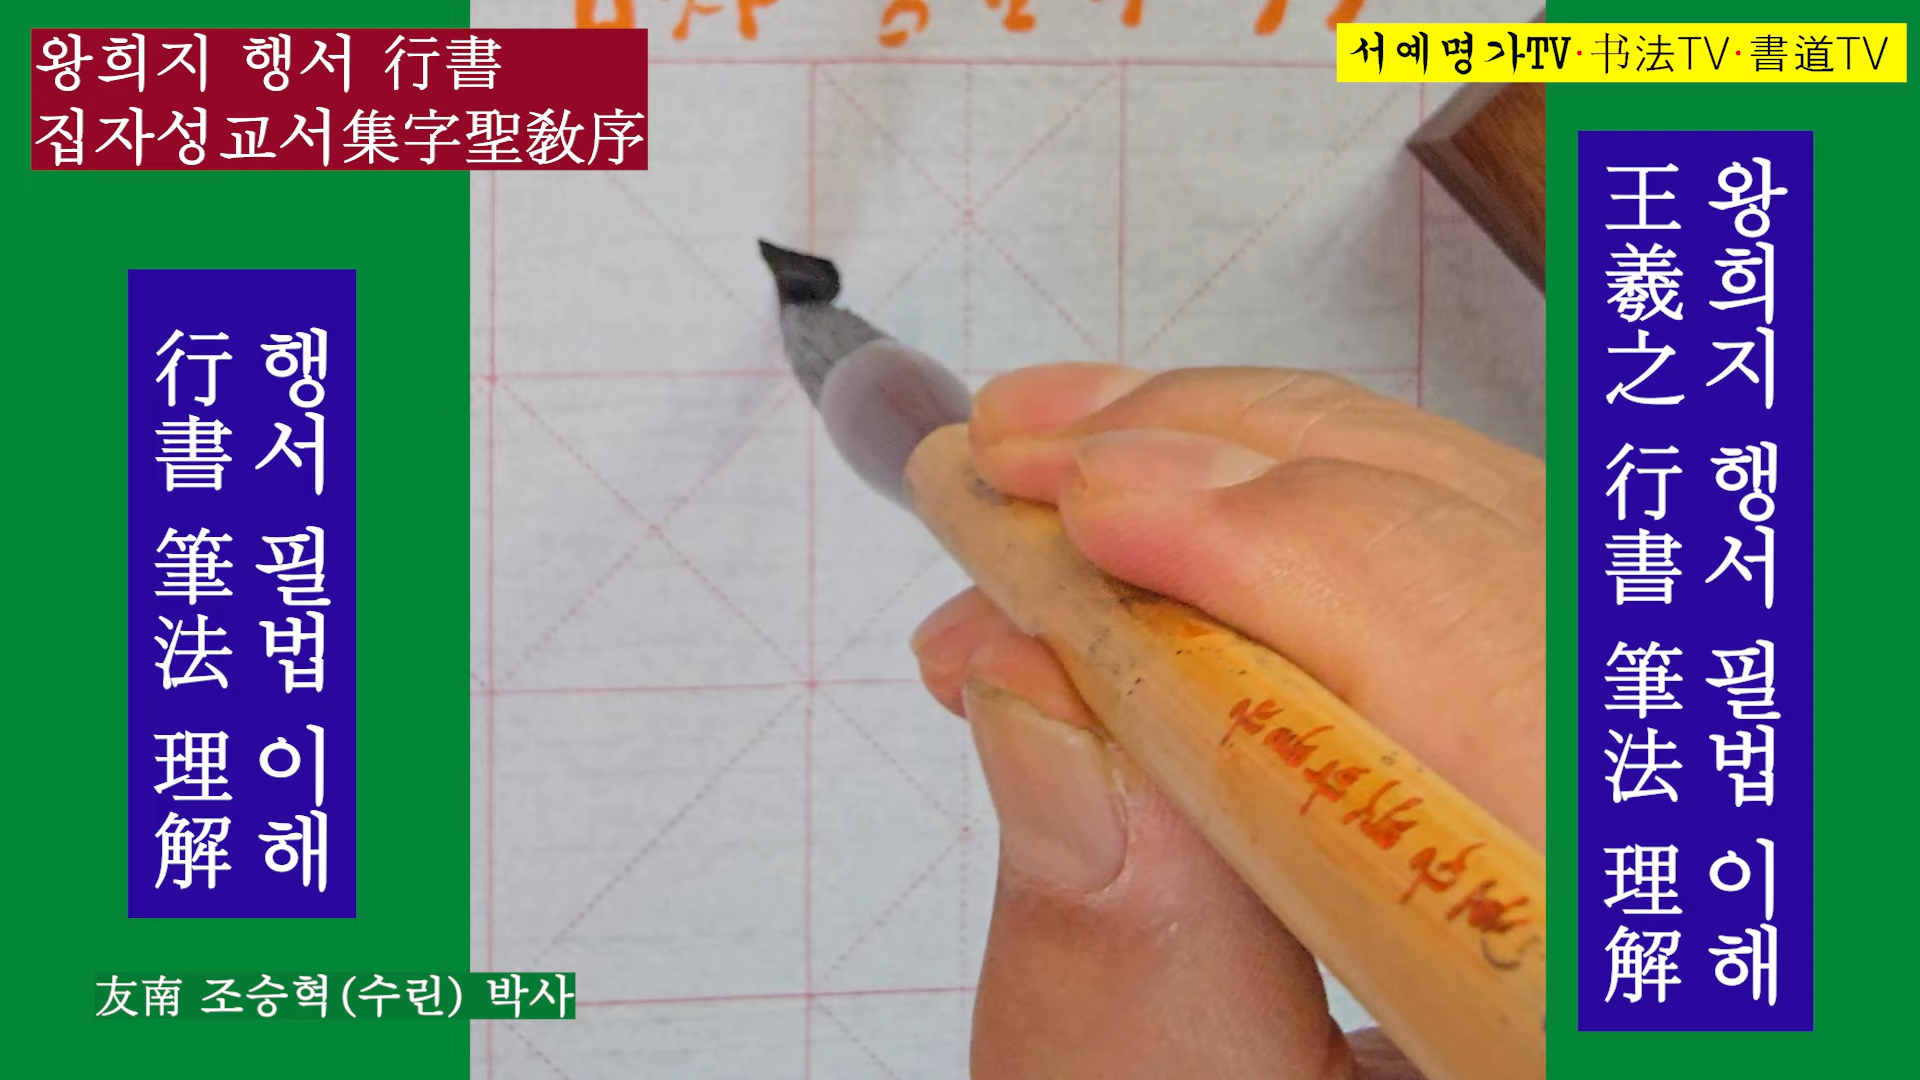 왕희지 행서 行書
집자성교서集字聖敎序
서예명가TV·书法TV·書道TV
행서 필법 이해
行書 筆法 理解
왕희지 행서 필법 이해
王羲之 行書 筆法 理解
友南 조승혁(수린) 박사